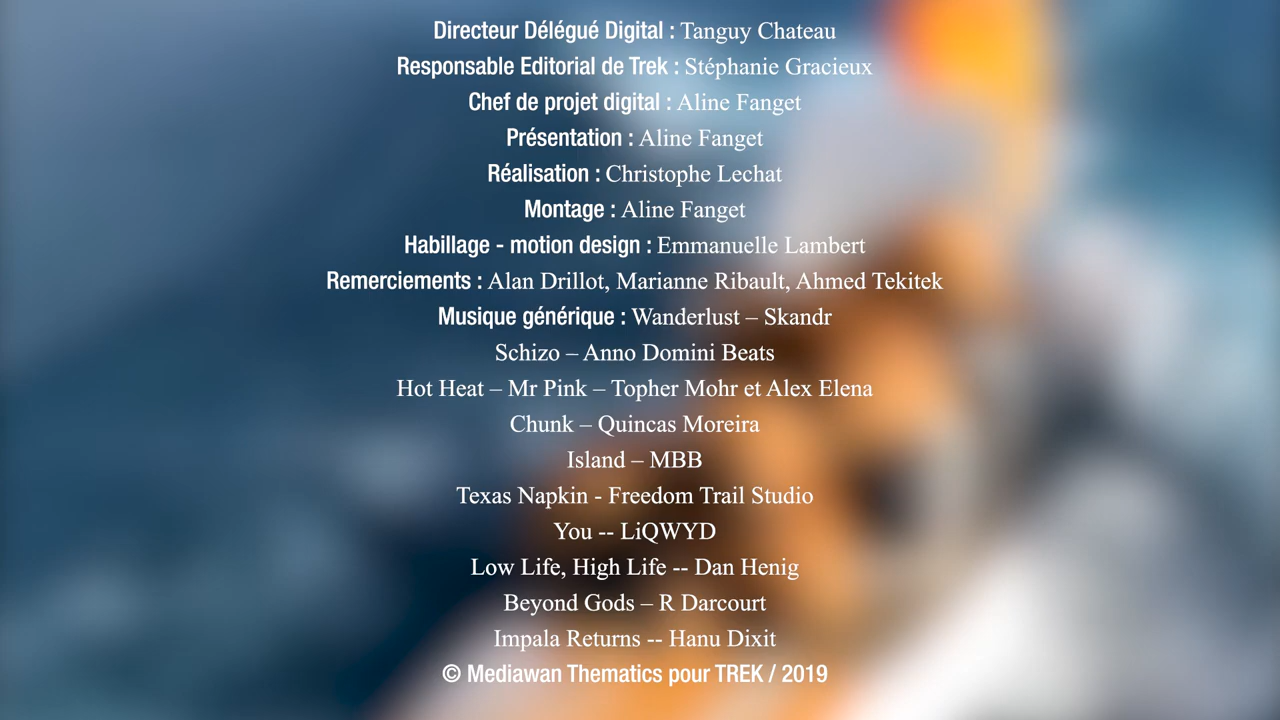 Directeur Délégué Digital : Tanguy Chateau
Responsable Editorial de Trek : Stéphanie Gracieux
Chef de projet digital : Aline Fanget
Présentation : Aline Fanget
Réalisation : Christophe Lechat
Montage : Aline Fanget
Habillage - motion design : Emmanuelle Lambert
Remerciements : Alan Drillot, Marianne Ribault, Ahmed Tekitek
Musique générique : Wanderlust – Skandr
Schizo – Anno Domini Beats
Hot Heat – Mr Pink – Topher Mohr et Alex Elena
Chunk – Quincas Moreira
Island – MBB
Texas Napkin - Freedom Trail Studio
You -- LiQWYD
Low Life, High Life -- Dan Henig
Beyond Gods – R Darcourt
Impala Returns -- Hanu Dixit
© Mediawan Thematics pour TREK / 2019